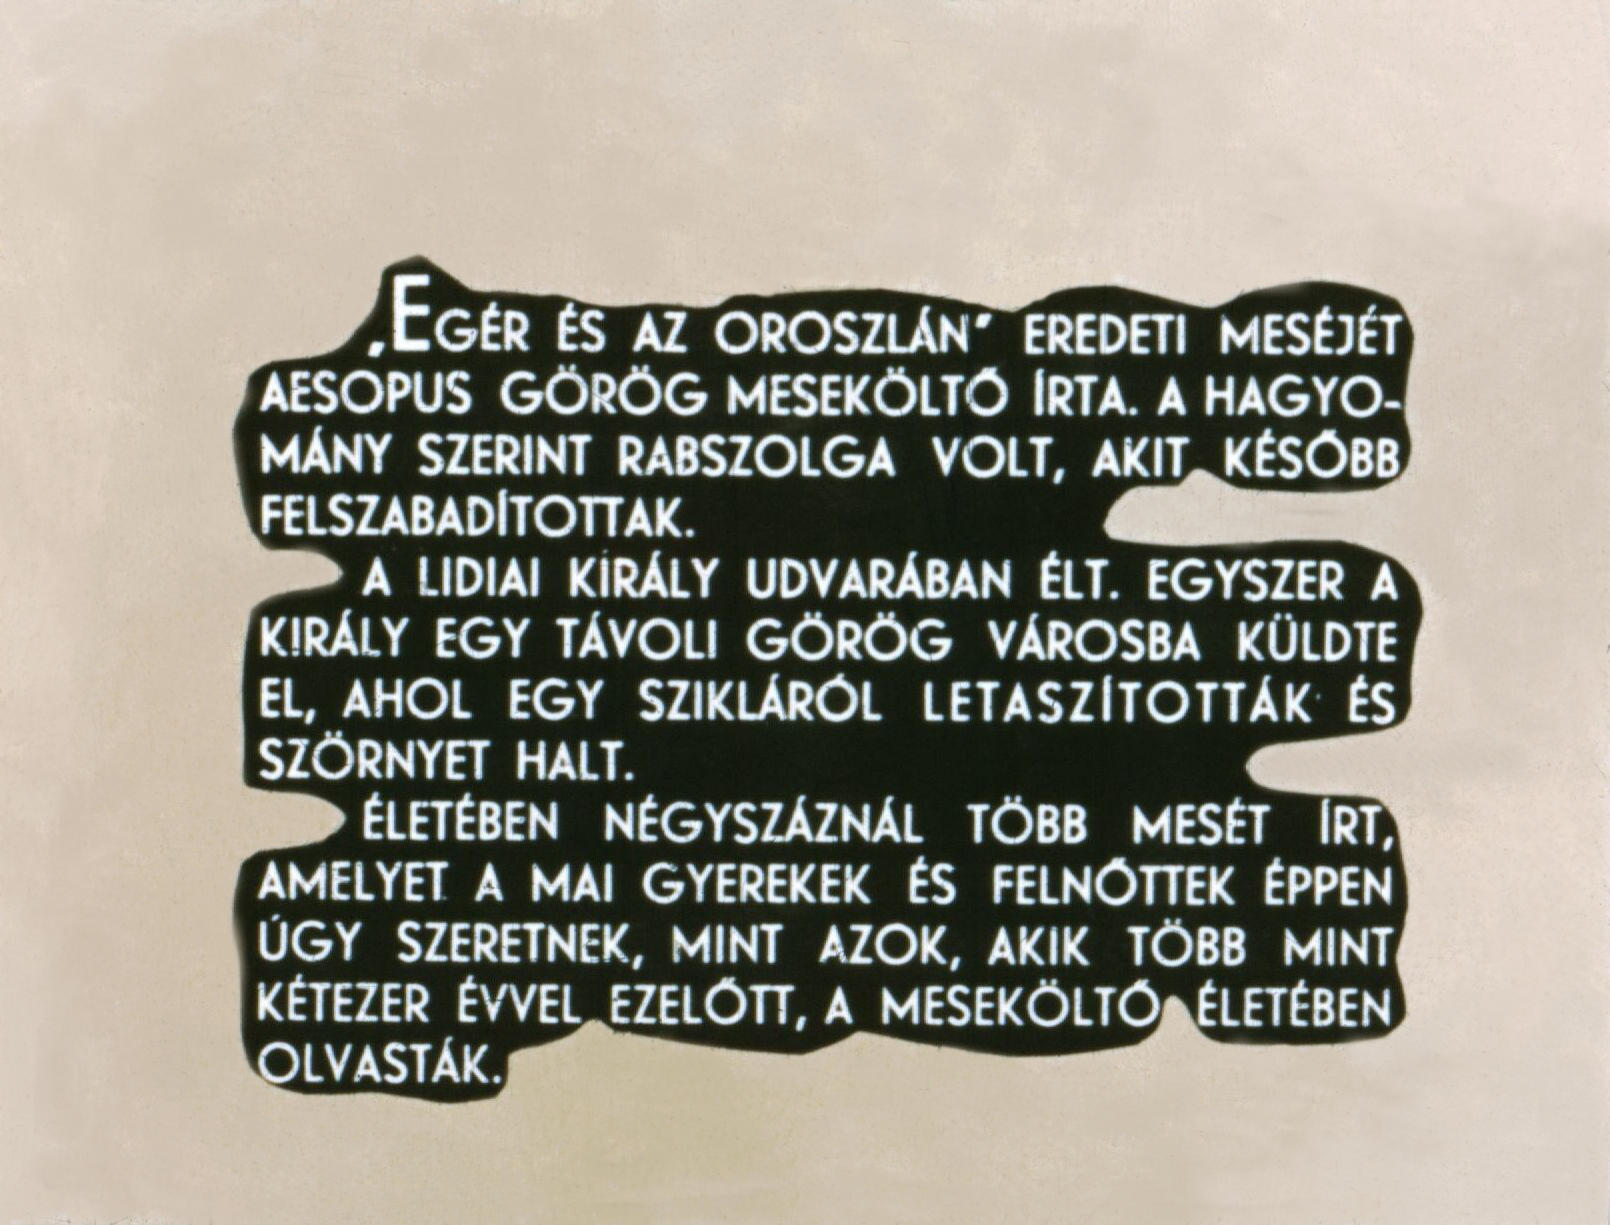 „EGÉR ÉS AZ OROSZLÁN” EREDETI MESÉJÉT
AESOPUS GÖRÖG MESEKÖLTŐ ÍRTA. A HAGYO-
MÁNY SZERINT RABSZOLGA VOLT, AKIT KÉSŐBB
FELSZABADÍTOTTAK.
A LIDIAI KIRÁLY UDVARÁBAN ÉLT. EGYSZER A
KIRÁLY EGY TÁVOLI GÖRÖG VÁROSBA KÜLDTE
EL, AHOL EGY SZIKLÁRÓL LETASZÍTOTTÁK ÉS
SZÖRNYET HALT.
ÉLETÉBEN NÉGYSZÁZNÁL TÖBB MESÉT ÍRT,
AMELYET A MAI GYEREKEK ÉS FELNŐTTEK ÉPPEN
ÚGY SZERETNEK, MINT AZOK, AKIK TÖBB MINT
KÉTEZER ÉVVEL EZELŐTT, A MESEKÖLTŐ ÉLETÉBEN
OLVASTÁK.